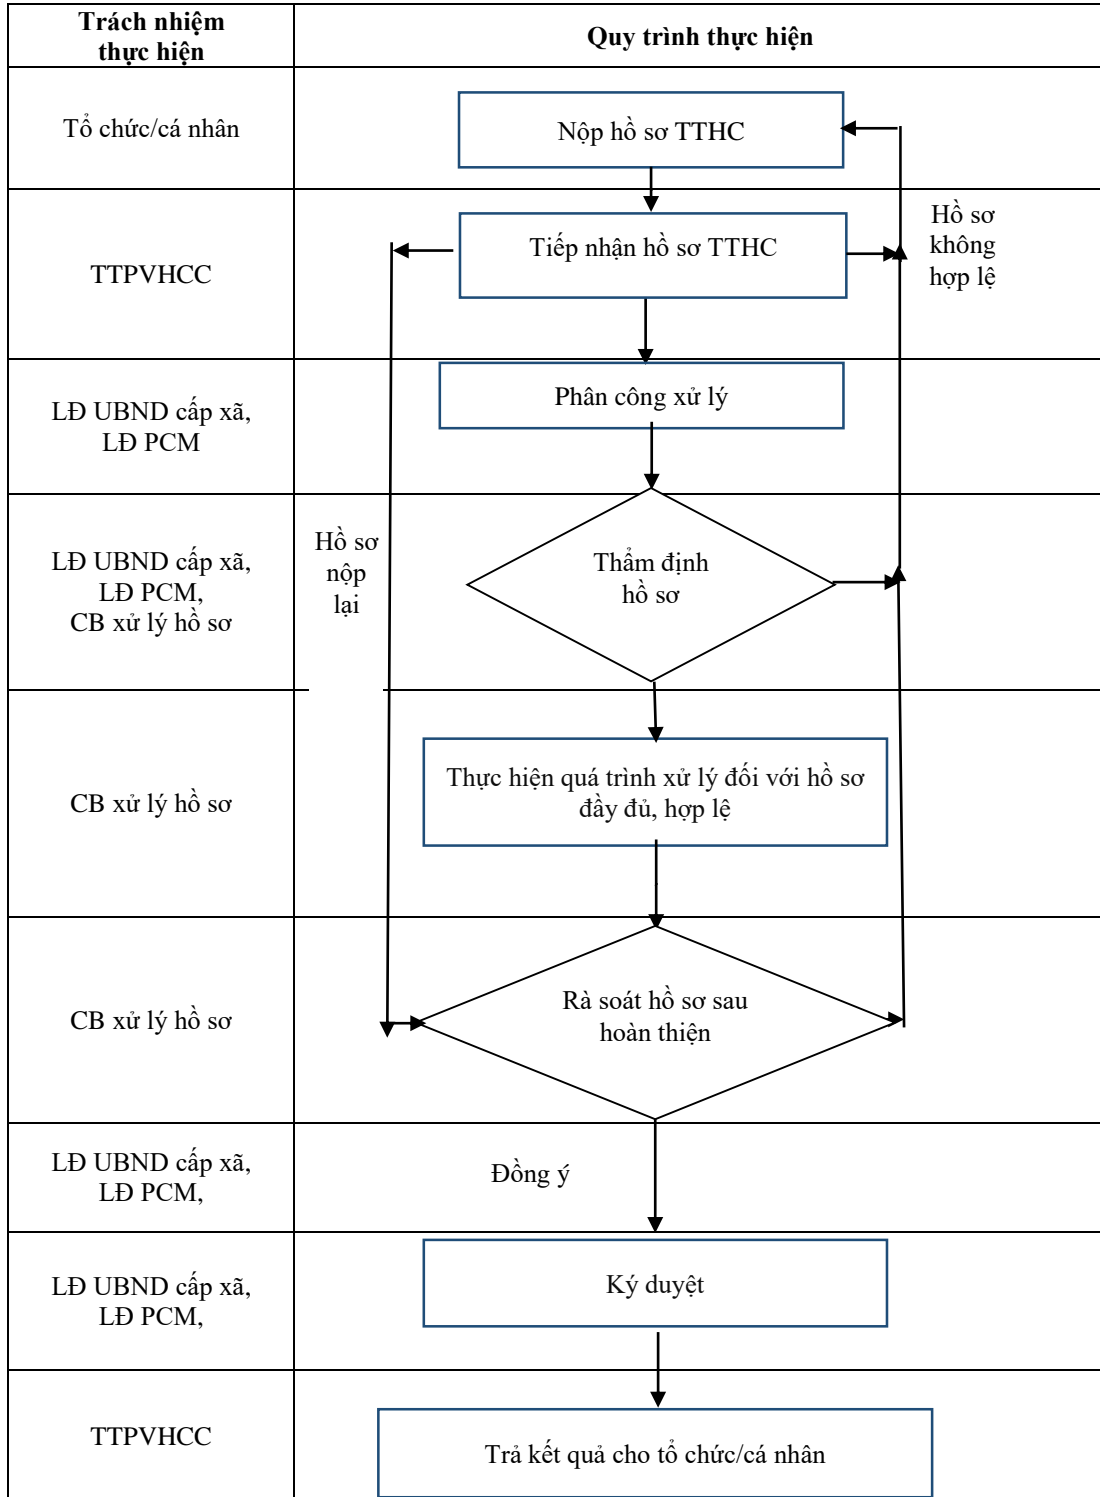 Trách nhiệm
thực hiện
Quy trình thực hiện
Tổ chức/cá nhân
Nộp hồ sơ TTHC
TTPVHCC
Tiếp nhận hồ sơ TTHC
Hồ sơ
không
hợp lệ
LĐ UBND cấp xã,
LĐ PCM
Phân công xử lý
LĐ UBND cấp xã,
LĐ PCM,
CB xử lý hồ sơ
Hồ sơ
nộp
lại
Thẩm định
hồ sơ
CB xử lý hồ sơ
Thực hiện quá trình xử lý đối với hồ sơ
đầy đủ, hợp lệ
CB xử lý hồ sơ
Rà soát hồ sơ sau
hoàn thiện
LĐ UBND cấp xã,
LĐ PCM,
Đồng ý
LĐ UBND cấp xã,
LĐ PCM,
Ký duyệt
TTPVHCC
Trả kết quả cho tổ chức/cá nhân